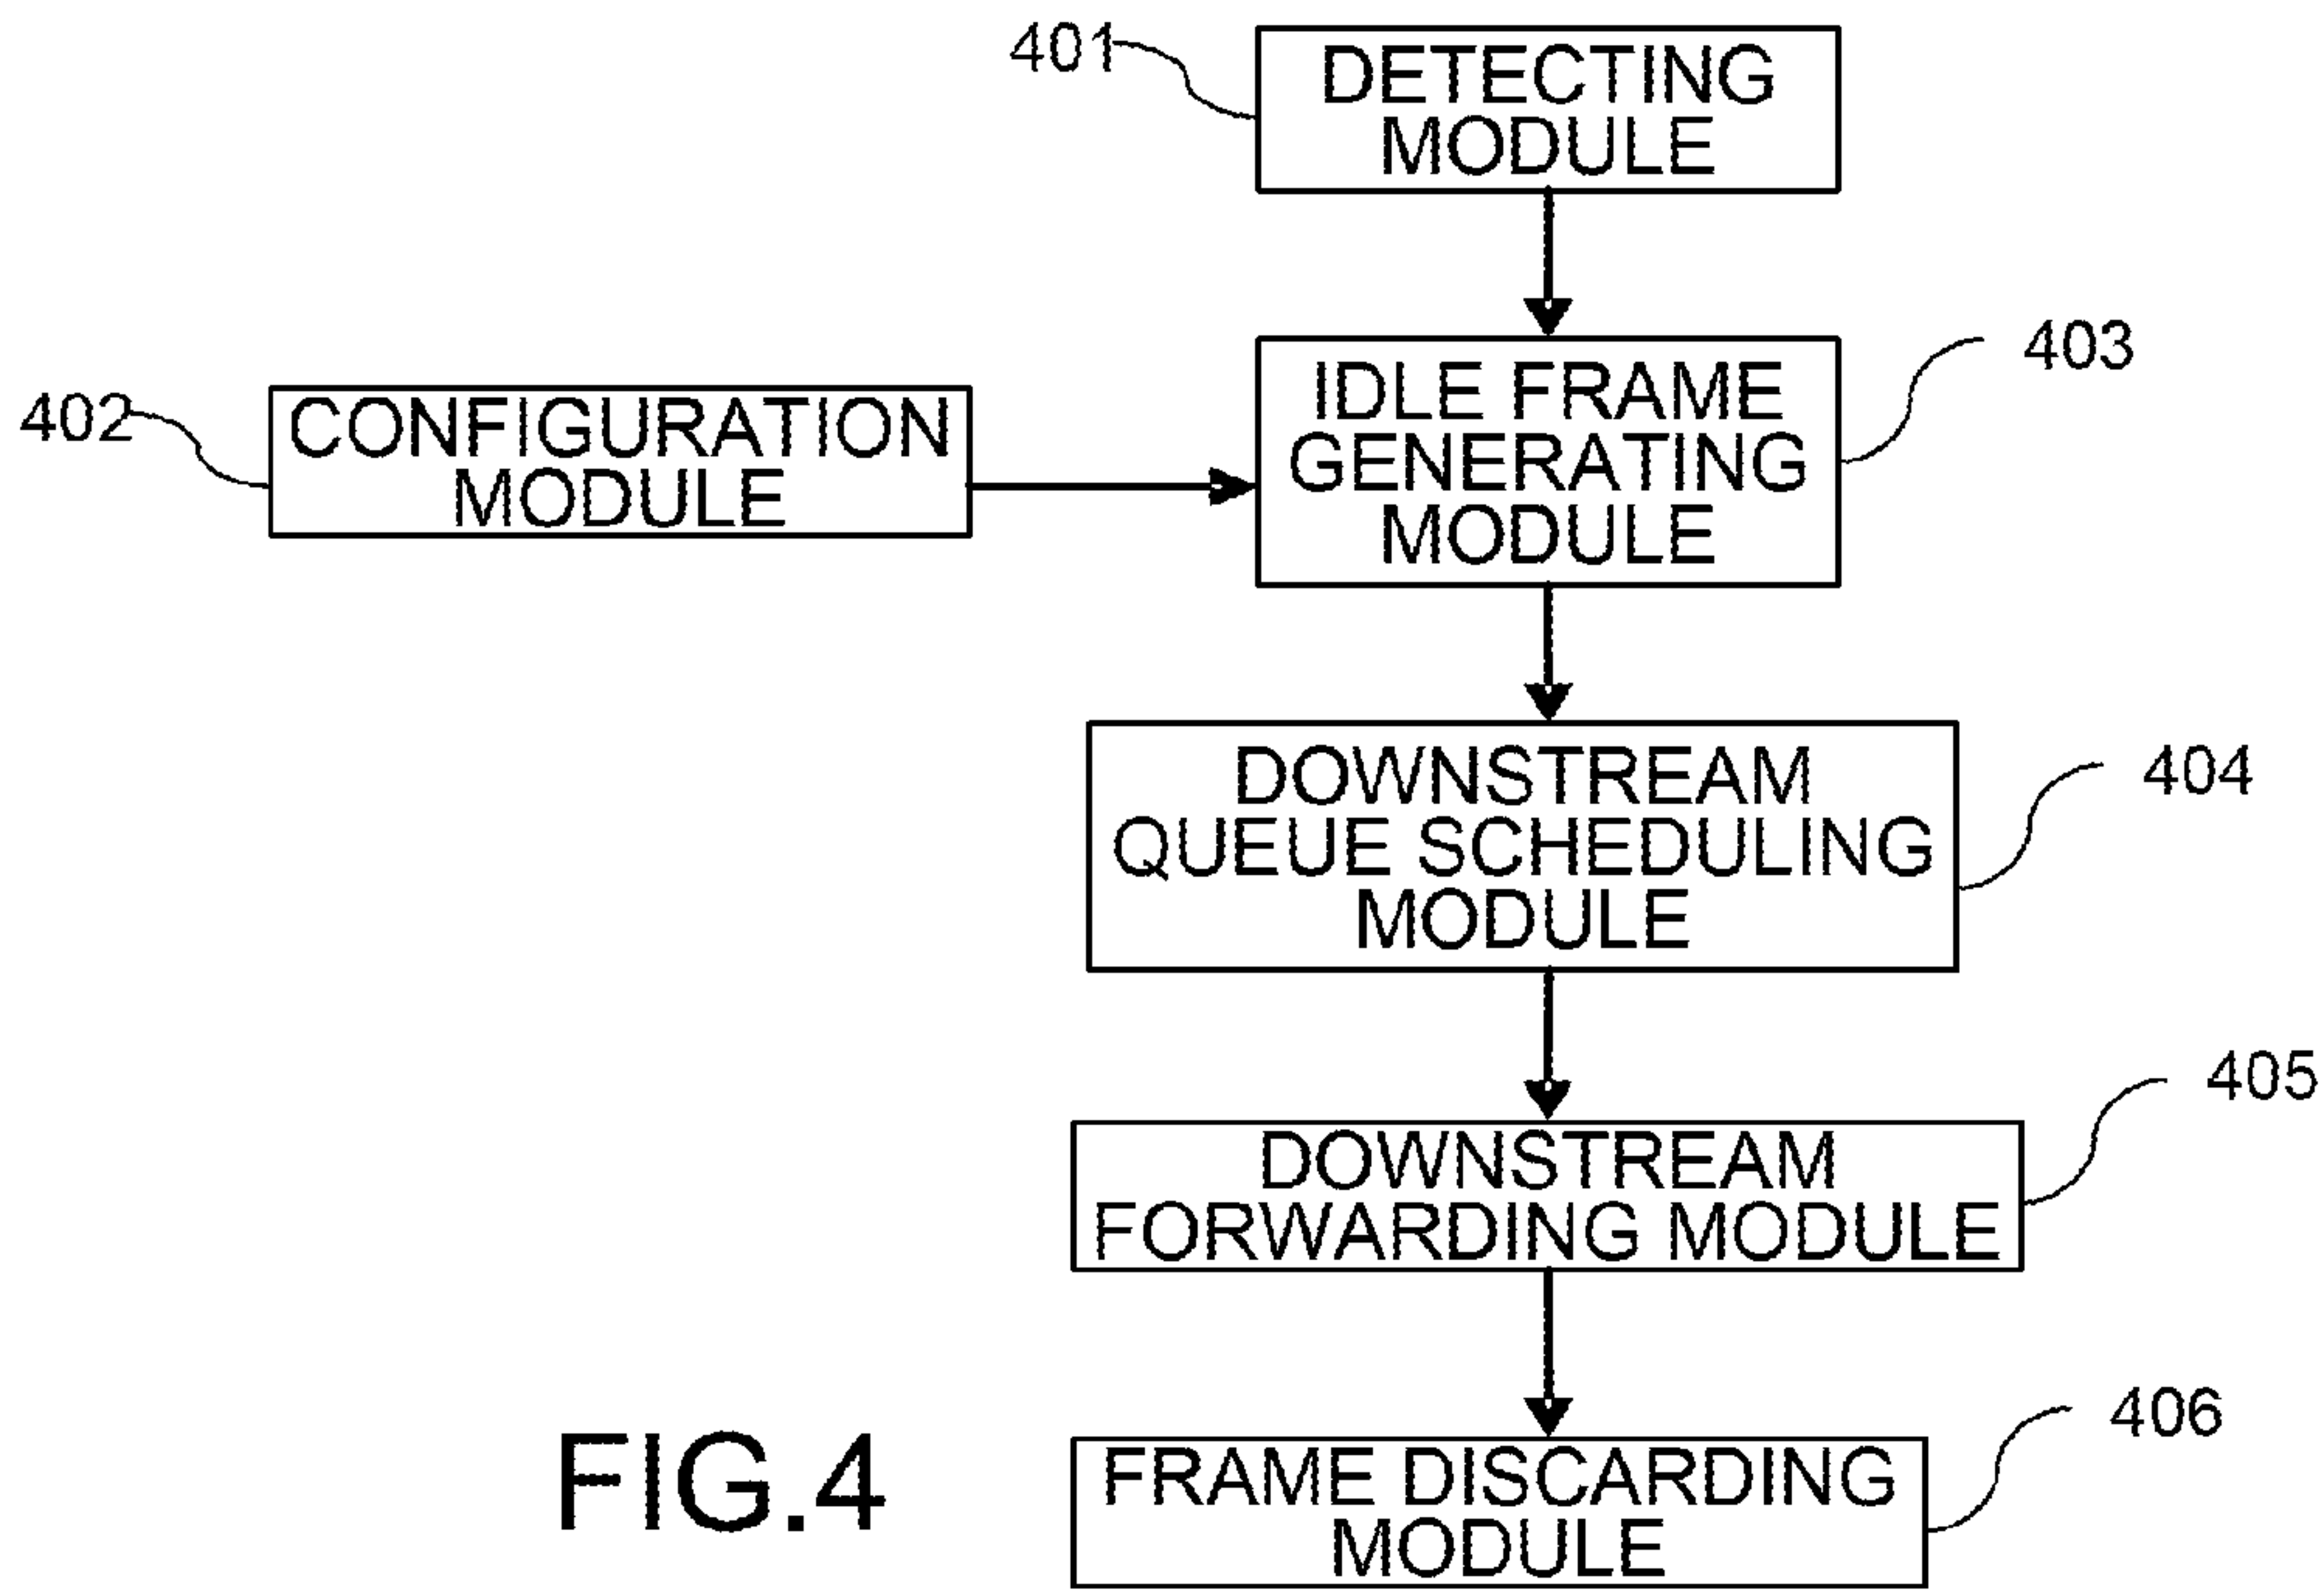 401
DETECTING
MODULE
402
CONFIGURATION
MODULE
403
IDLE FRAME
GENERATING
MODULE
404
DOWNSTREAM
QUEUE SCHEDULING
MODULE
405
DOWNSTREAM
FORWARDING MODULE
406
FRAME DISCARDING
MODULE
FIG.4